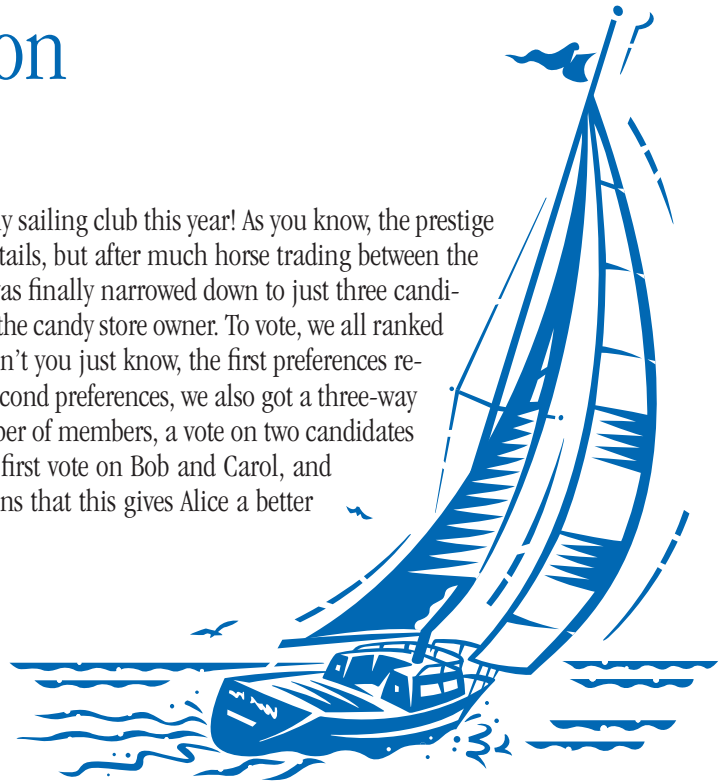 on
y sailing club this year! As you know, the prestige
tails, but after much horse trading between the
as finally narrowed down to just three candi-
the candy store owner. To vote, we all ranked
n't you just know, the first preferences re-
cond preferences, we also got a three-way
ber of members, a vote on two candidates
first vote on Bob and Carol, and
ns that this gives Alice a better